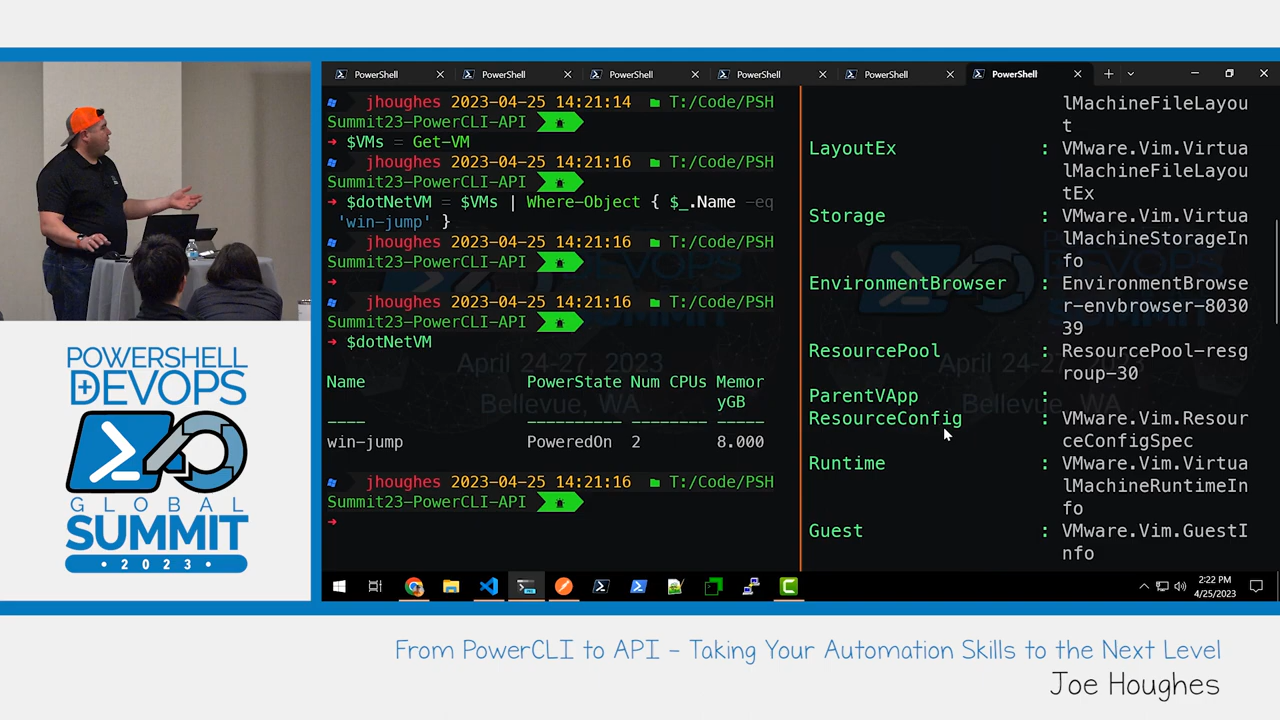 PowerShell
PowerShell
PowerShell
PowerShell
PowerShell
PowerShell
jhoughes 2023-04-25 14:21:14 T:/Code/PSH
Summit23-PowerCLI-API
➜ $VMs = Get-VM
jhoughes 2023-04-25 14:21:16 T:/Code/PSH
Summit23-PowerCLI-API
➜ $dotNetVM = $VMs | Where-Object { $_.Name -eq
'win-jump' }
jhoughes 2023-04-25 14:21:16 T:/Code/PSH
Summit23-PowerCLI-API
➜
jhoughes 2023-04-25 14:21:16 T:/Code/PSH
Summit23-PowerCLI-API
➜ $dotNetVM
Name PowerState Num CPUs Memor
yGB
---- ---------- -------- -----
win-jump PoweredOn 2 8.000
jhoughes 2023-04-25 14:21:16 T:/Code/PSH
Summit23-PowerCLI-API
➜
DEVOPS
SUMMIT
April 24-27, 2023
Bellevue, WA
lMachineFileLayou
t
LayoutEx : VMware.Vim.Virtua
lMachineFileLayou
tEx
Storage : VMware.Vim.Virtua
lMachineStorageIn
fo
EnvironmentBrowser : EnvironmentBrowse
r-envbrowser-8030
39
ResourcePool : ResourcePool-resg
roup-30
ParentVApp :
ResourceConfig : VMware.Vim.Resour
ceConfigSpec
Runtime : VMware.Vim.Virtua
lMachineRuntimeIn
fo
Guest : VMware.Vim.GuestI
nfo
2:22 PM
4/25/2023
POWERSHELL
+DEVOPS
GLOBAL
SUMMIT
• 2023 •
From PowerCLI to API – Taking Your Automation Skills to the Next Level
Joe Houghes